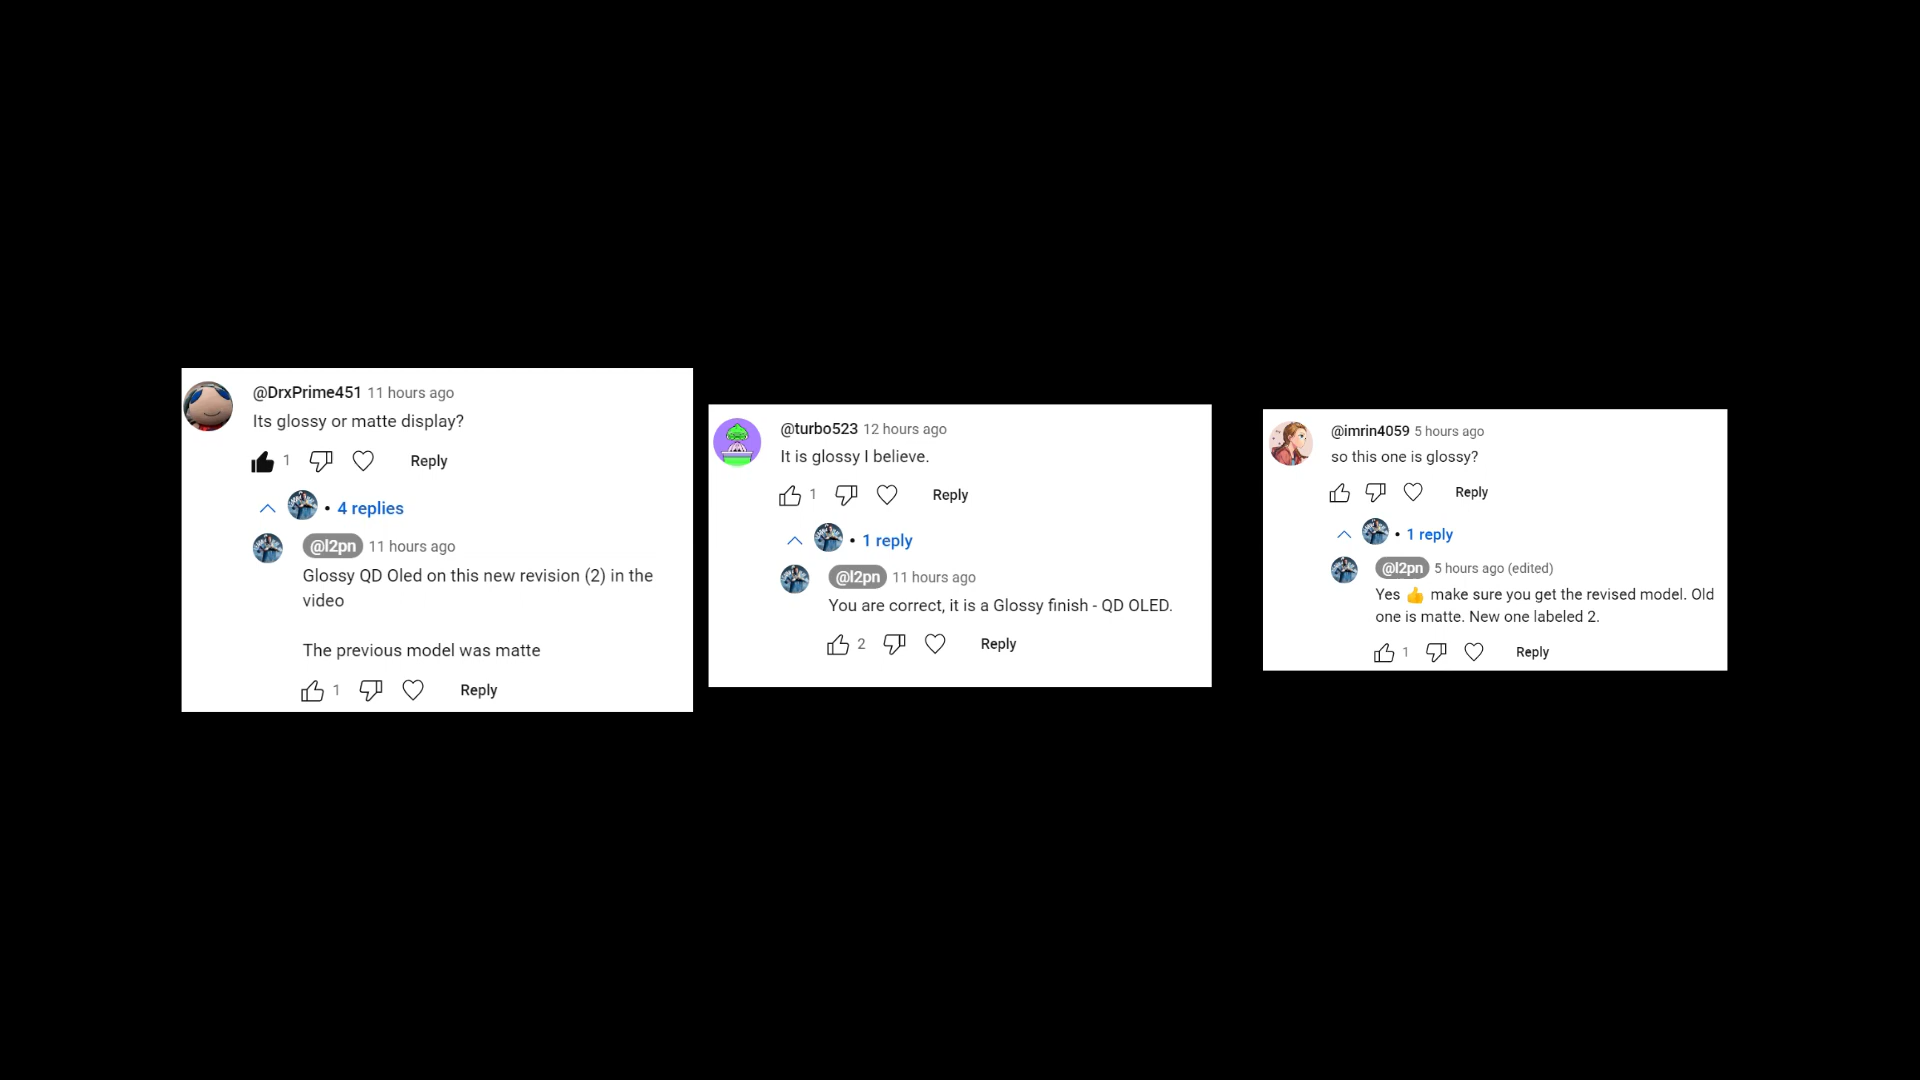 @DrxPrime451 11 hours ago
Its glossy or matte display?
1 Reply
• 4 replies
@l2pn 11 hours ago
Glossy QD Oled on this new revision (2) in the
video
The previous model was matte
1 Reply
@turbo523 12 hours ago
It is glossy I believe.
1 Reply
• 1 reply
@l2pn 11 hours ago
You are correct, it is a Glossy finish - QD OLED.
2 Reply
@imrin4059 5 hours ago
so this one is glossy?
Reply
• 1 reply
@l2pn 5 hours ago (edited)
Yes 👍 make sure you get the revised model. Old
one is matte. New one labeled 2.
1 Reply